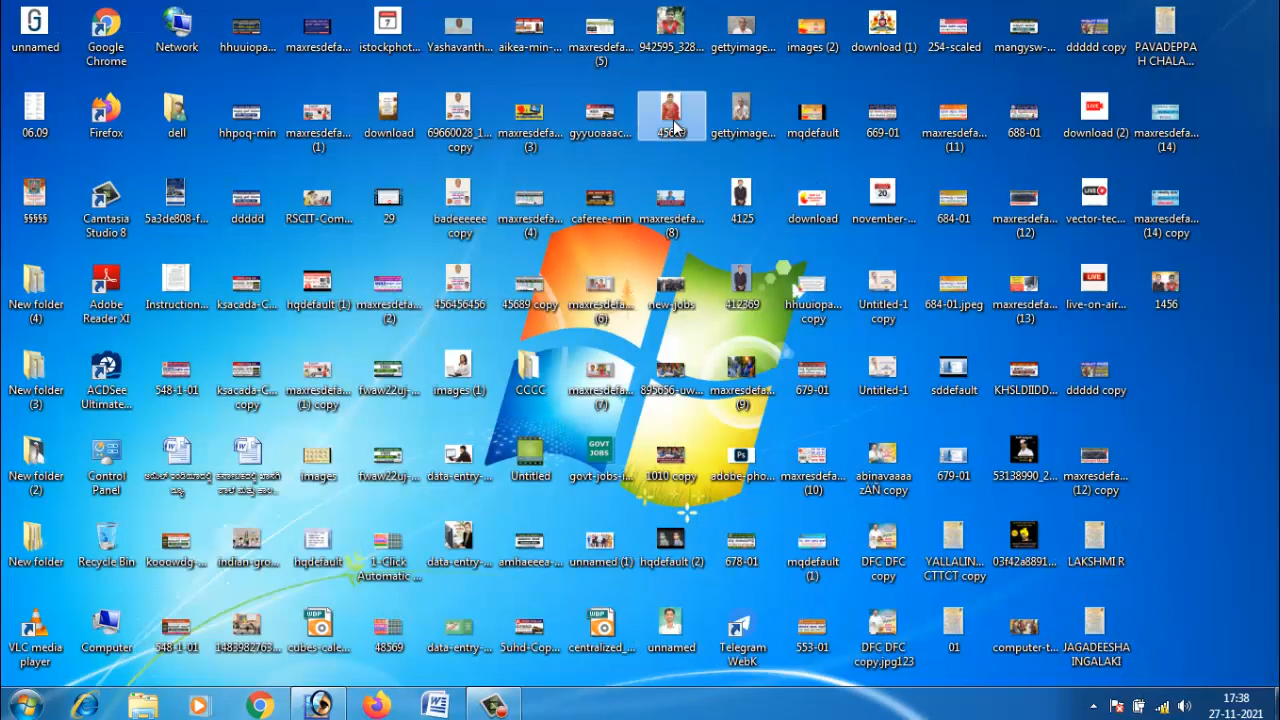 unnamed
Google
Chrome
Network
hhuuiopa...
maxresdefa...
istockphot...
Yashavanth...
aikea-min-...
maxresdefa...
(5)
942595_328...
gettyimage...
images (2)
download (1)
254-scaled
mangysw-...
ddddd copy
PAVADEPPA
H CHALA...
06.09
Firefox
dell
hhpoq-min
maxresdefa...
(1)
download
69660028_1...
copy
maxresdefa...
(3)
gyyuoaaac...
gettyimage...
mqdefault
669-01
maxresdefa...
(11)
688-01
download (2)
maxresdefa...
(14)
§§§§§
Camtasia
Studio 8
5a3de808-f...
ddddd
RSCIT-Com...
29
badeeeeee
copy
maxresdefa...
(4)
caferee-min
maxresdefa...
(8)
4125
download
november-...
684-01
maxresdefa...
(12)
vector-tec...
maxresdefa...
(14) copy
New folder
(4)
Adobe
Reader XI
Instruction...
ksacada-C...
hqdefault (1)
maxresdefa...
(2)
456456456
45689 copy
maxresdefa...
(6)
new-jobs
412369
hhuuiopa...
copy
Untitled-1
copy
684-01.jpeg
maxresdefa...
(13)
live-on-air...
1456
New folder
(3)
ACDSee
Ultimate...
548-1-01
ksacada-C...
copy
maxresdefa...
(1) copy
fwaw22uj-...
images (1)
CCCC
maxresdefa...
(7)
895656-uw...
maxresdefa...
(9)
679-01
Untitled-1
sddefault
KHSLDIIDD...
ddddd copy
New folder
(2)
Control
Panel
images
fwaw22uj-...
data-entry-...
Untitled
GOVT
JOBS
govt-jobs-i...
1010 copy
adobe-pho...
maxresdefa...
(10)
abinavaaaa
zAÑ copy
679-01
53138990_2...
maxresdefa...
(12) copy
New folder
Recycle Bin
kooowdg-...
indian-gro...
hqdefault
1-Click
Automatic ...
data-entry-...
amhaeeea-...
unnamed (1)
hqdefault (2)
678-01
mqdefault
(1)
DFC DFC
copy
YALLALIN...
CTTCT copy
03f42a8891...
LAKSHMI R
VLC media
player
Computer
548-1-01
1483982763...
cubes-cale...
48569
data-entry-...
5uhd-Cop...
centralized_...
unnamed
Telegram
WebK
553-01
DFC DFC
copy.jpg123
01
computer-t...
JAGADEESHA
INGALAKI
17:38
27-11-2021